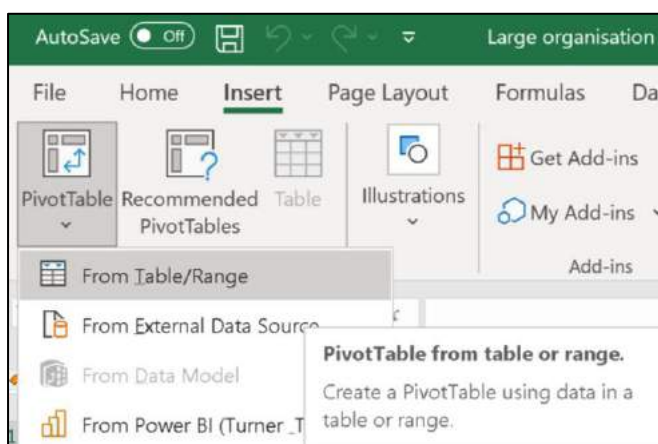 AutoSave Off Large organisation
File Home Insert Page Layout Formulas Da
PivotTable Recommended PivotTables Table Illustrations Get Add-ins
My Add-ins
Add-ins
From Table/Range
From External Data Source
From Data Model
From Power BI (Turner _T
PivotTable from table or range.
Create a PivotTable using data in a
table or range.